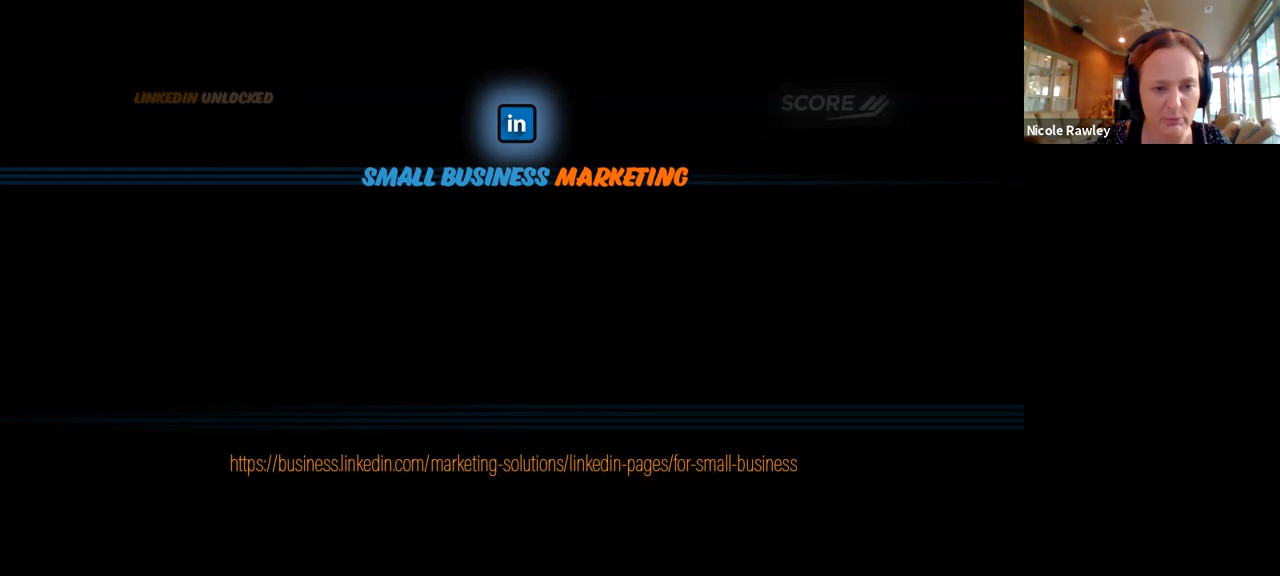 LINKEDIN UNLOCKED
in
SCORE
SMALL BUSINESS MARKETING
https://business.linkedin.com/marketing-solutions/linkedin-pages/for-small-business
Nicole Rawley